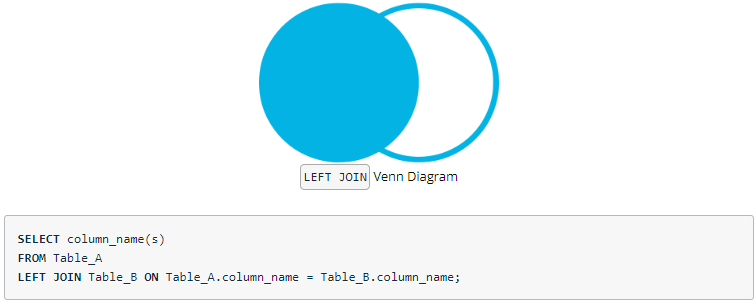 LEFT JOIN Venn Diagram
SELECT column_name(s)
FROM Table_A
LEFT JOIN Table_B ON Table_A.column_name = Table_B.column_name;